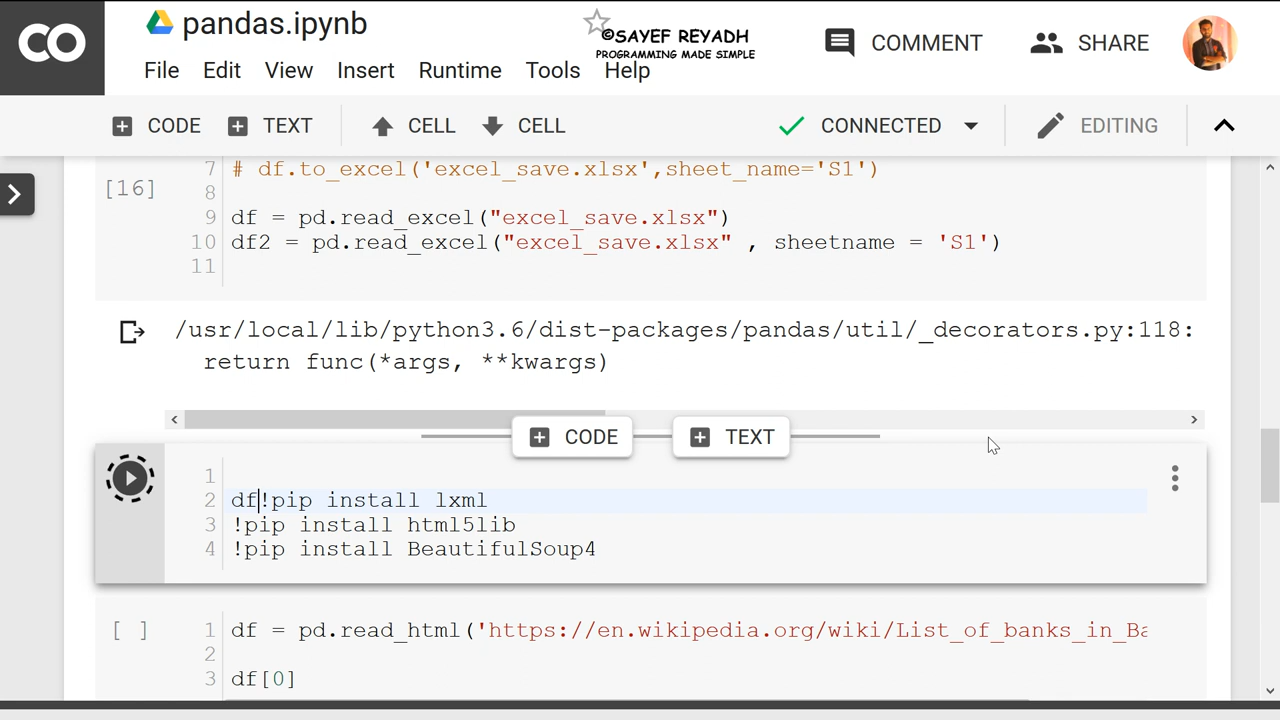 CO
pandas.ipynb
©SAYEF REYADH
PROGRAMMING MADE SIMPLE
COMMENT
SHARE
File Edit View Insert Runtime Tools Help
CODE TEXT CELL CELL CONNECTED EDITING
[16]
7 # df.to_excel('excel_save.xlsx',sheet_name='S1')
8
9 df = pd.read_excel("excel_save.xlsx")
10 df2 = pd.read_excel("excel_save.xlsx" , sheetname = 'S1')
11
/usr/local/lib/python3.6/dist-packages/pandas/util/_decorators.py:118:
return func(*args, **kwargs)
CODE TEXT
1
2 df!pip install lxml
3 !pip install html5lib
4 !pip install BeautifulSoup4
[ ] 1 df = pd.read_html('https://en.wikipedia.org/wiki/List_of_banks_in_Ba
2
3 df[0]